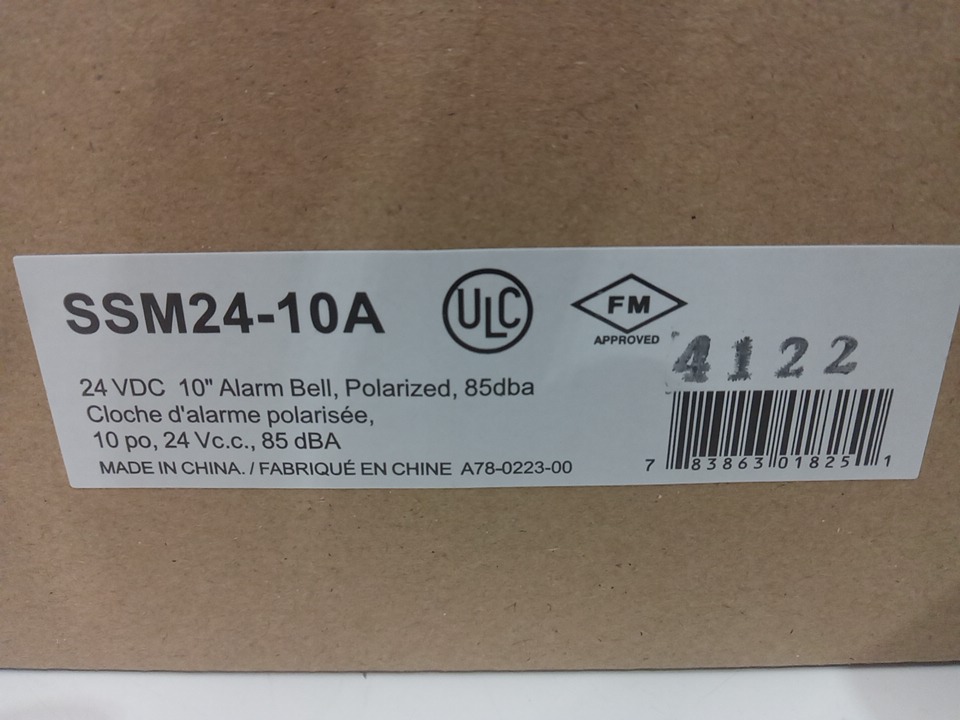 SSM24-10A
ULC
FM
APPROVED
4122
24 VDC 10" Alarm Bell, Polarized, 85dba
Cloche d'alarme polarisée,
10 po, 24 Vc.c., 85 dBA
MADE IN CHINA. / FABRIQUÉ EN CHINE A78-0223-00
7 83863 01825 1